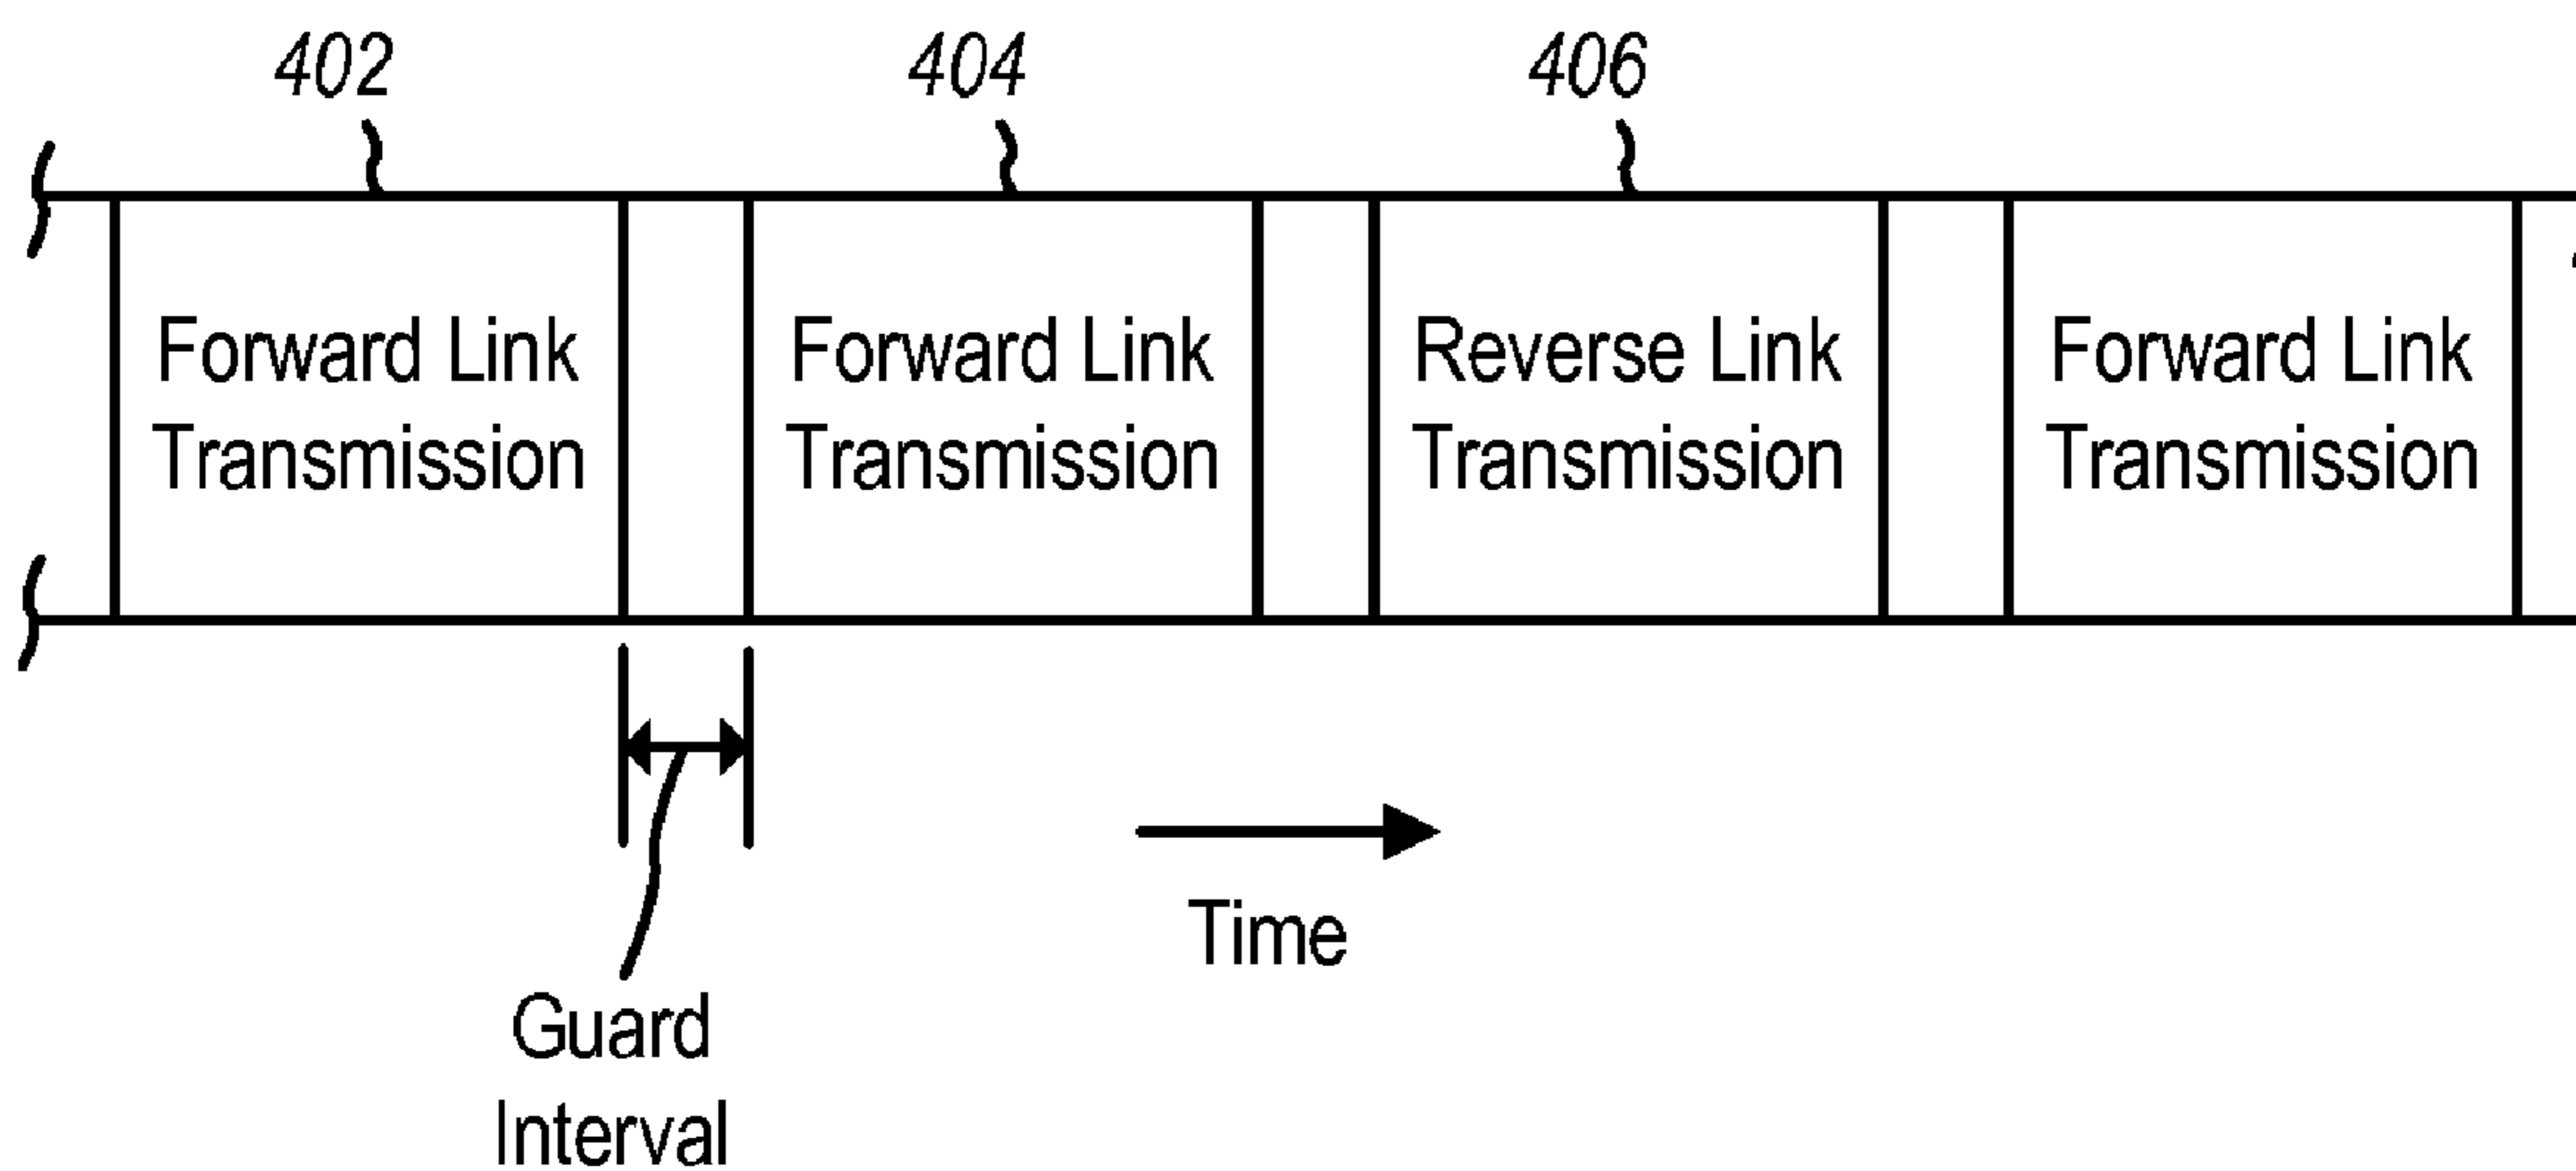 402
404
406
Forward Link
Transmission
Forward Link
Transmission
Reverse Link
Transmission
Forward Link
Transmission
Guard
Interval
Time